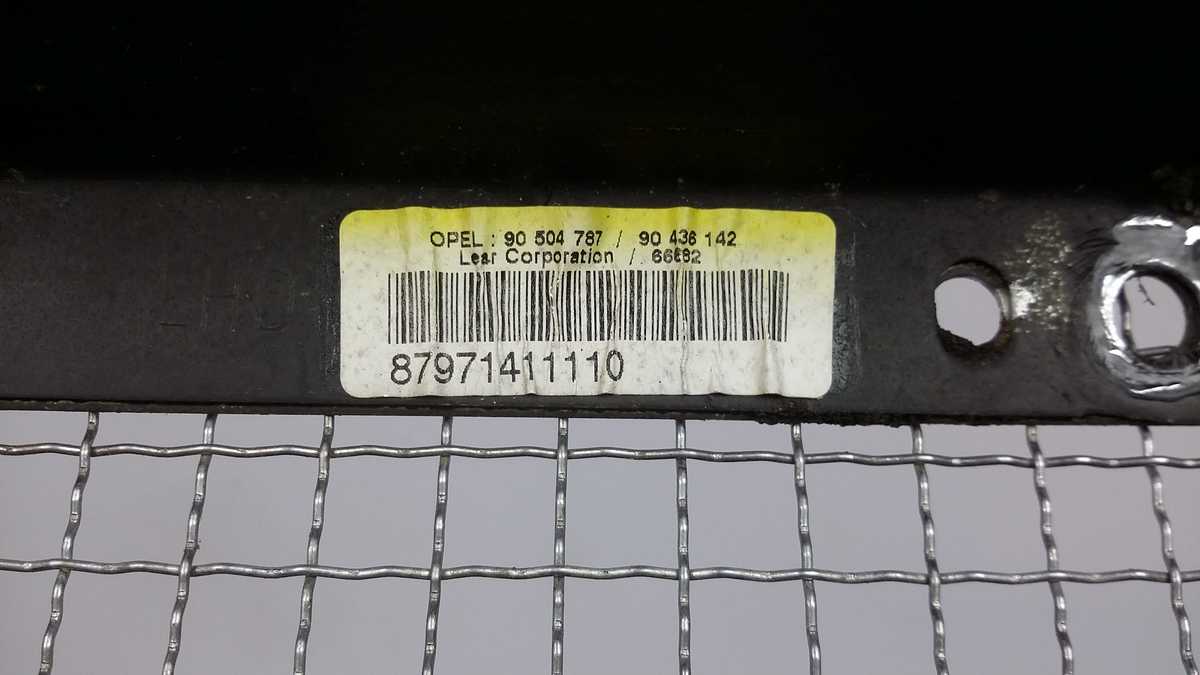 OPEL : 90 504 787 / 90 436 142
Lear Corporation / 66682
87971411110